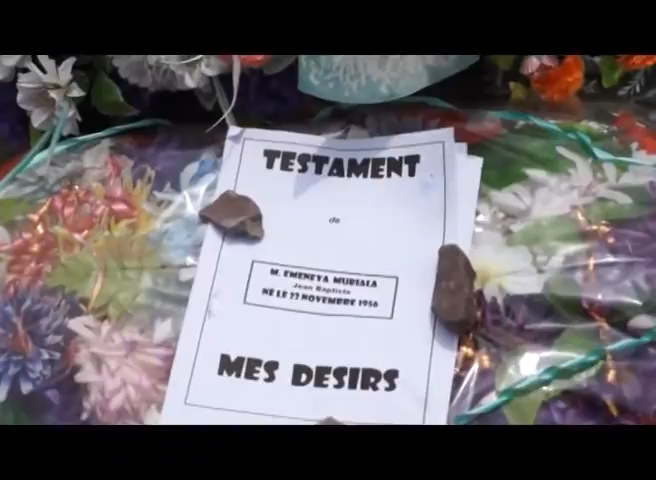 TESTAMENT
de
M. EMENEYA MUBIALA
Jean Baptiste
NÉ LE 23 NOVEMBRE 1956
MES DESIRS